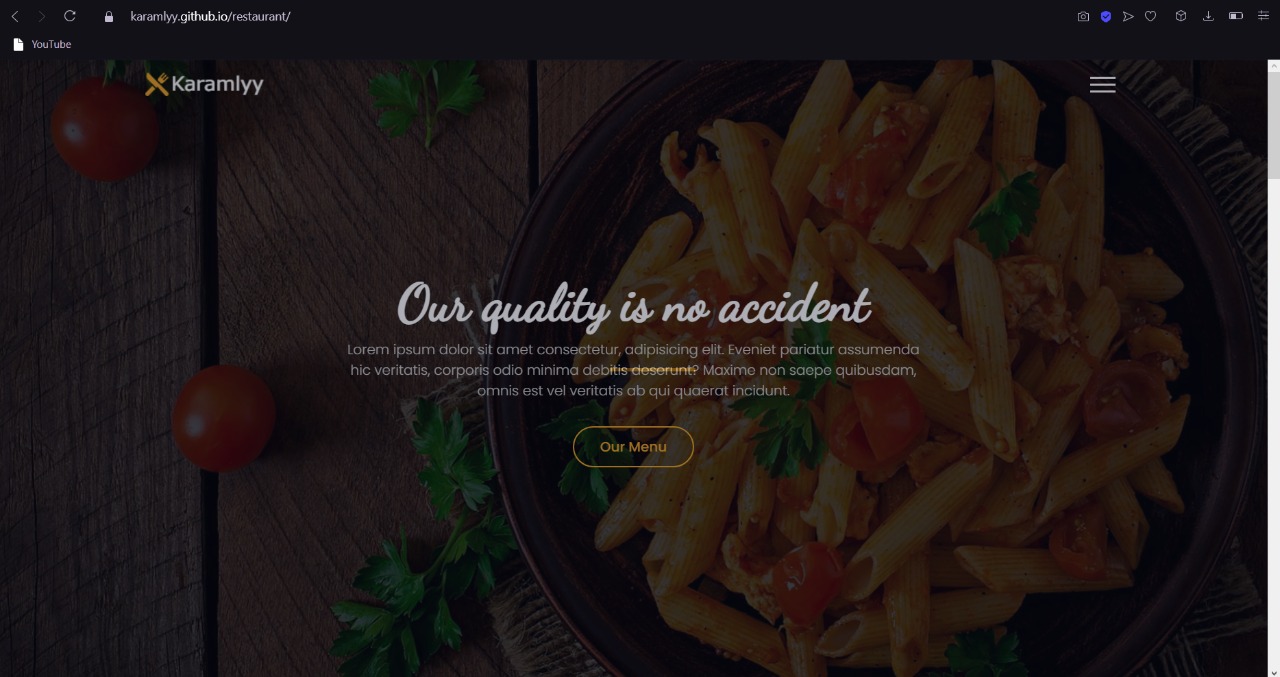 karamlyy.github.io/restaurant/
YouTube
Karamlyy
Our quality is no accident
Lorem ipsum dolor sit amet consectetur, adipisicing elit. Eveniet pariatur assumenda
hic veritatis, corporis odio minima debitis deserunt? Maxime non saepe quibusdam,
omnis est vel veritatis ab qui quaerat incidunt.
Our Menu